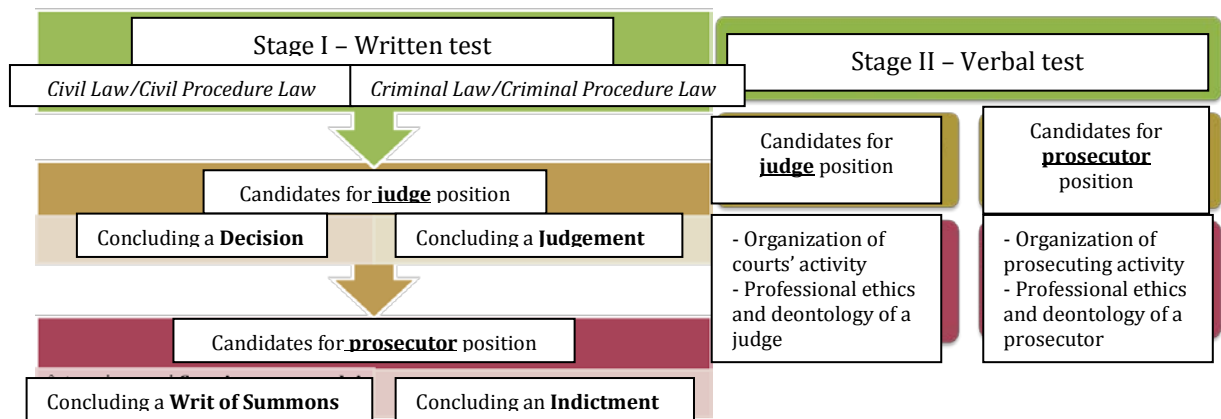 Stage I – Written test
Civil Law/Civil Procedure Law
Criminal Law/Criminal Procedure Law
Candidates for judge position
Concluding a Decision
Concluding a Judgement
Candidates for prosecutor position
Concluding a Writ of Summons
Concluding an Indictment
Stage II – Verbal test
Candidates for
judge position
Candidates for
prosecutor
position
- Organization of
courts’ activity
- Professional ethics
and deontology of a
judge
- Organization of
prosecuting activity
- Professional ethics
and deontology of a
prosecutor